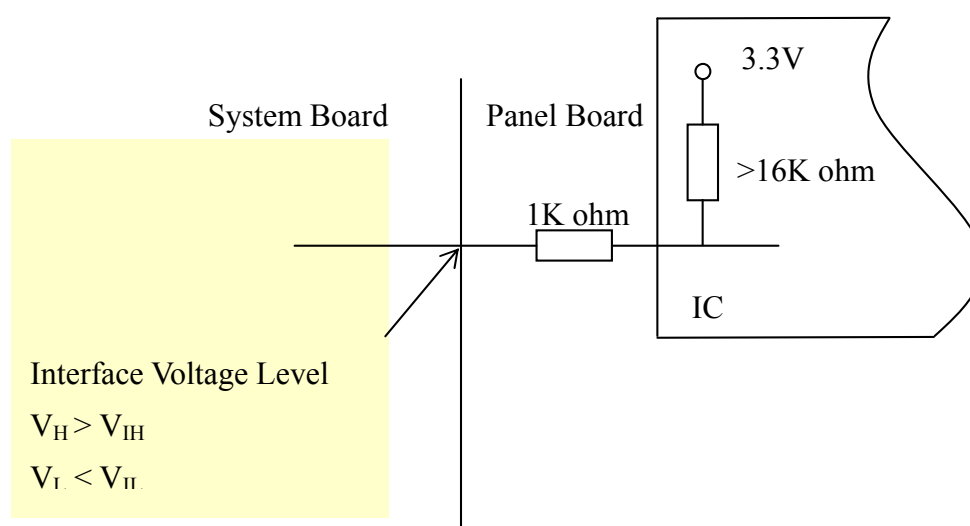 3.3V
System Board
Panel Board
>16K ohm
1K ohm
IC
Interface Voltage Level
VH > VIH
VL < VIL